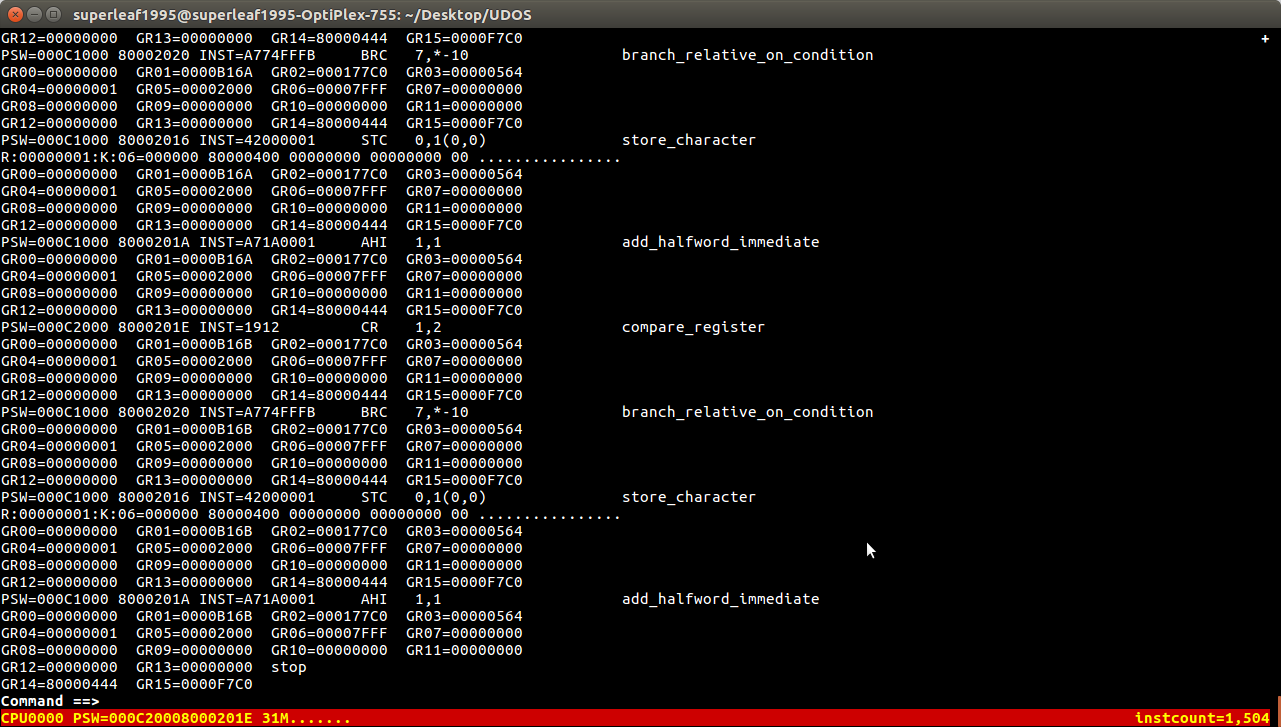 superleaf1995@superleaf1995-OptiPlex-755: ~/Desktop/UDOS
GR12=00000000  GR13=00000000  GR14=80000444  GR15=0000F7C0 +
PSW=000C1000 80002020 INST=A774FFFB     BRC   7,*-10                 branch_relative_on_condition
GR00=00000000  GR01=0000B16A  GR02=000177C0  GR03=00000564
GR04=00000001  GR05=00002000  GR06=00007FFF  GR07=00000000
GR08=00000000  GR09=00000000  GR10=00000000  GR11=00000000
GR12=00000000  GR13=00000000  GR14=80000444  GR15=0000F7C0
PSW=000C1000 80002016 INST=42000001     STC   0,1(0,0)               store_character
R:00000001:K:06=000000 80000400 00000000 00000000 00 ................
GR00=00000000  GR01=0000B16A  GR02=000177C0  GR03=00000564
GR04=00000001  GR05=00002000  GR06=00007FFF  GR07=00000000
GR08=00000000  GR09=00000000  GR10=00000000  GR11=00000000
GR12=00000000  GR13=00000000  GR14=80000444  GR15=0000F7C0
PSW=000C1000 8000201A INST=A71A0001     AHI   1,1                    add_halfword_immediate
GR00=00000000  GR01=0000B16A  GR02=000177C0  GR03=00000564
GR04=00000001  GR05=00002000  GR06=00007FFF  GR07=00000000
GR08=00000000  GR09=00000000  GR10=00000000  GR11=00000000
GR12=00000000  GR13=00000000  GR14=80000444  GR15=0000F7C0
PSW=000C2000 8000201E INST=1912         CR    1,2                    compare_register
GR00=00000000  GR01=0000B16B  GR02=000177C0  GR03=00000564
GR04=00000001  GR05=00002000  GR06=00007FFF  GR07=00000000
GR08=00000000  GR09=00000000  GR10=00000000  GR11=00000000
GR12=00000000  GR13=00000000  GR14=80000444  GR15=0000F7C0
PSW=000C1000 80002020 INST=A774FFFB     BRC   7,*-10                 branch_relative_on_condition
GR00=00000000  GR01=0000B16B  GR02=000177C0  GR03=00000564
GR04=00000001  GR05=00002000  GR06=00007FFF  GR07=00000000
GR08=00000000  GR09=00000000  GR10=00000000  GR11=00000000
GR12=00000000  GR13=00000000  GR14=80000444  GR15=0000F7C0
PSW=000C1000 80002016 INST=42000001     STC   0,1(0,0)               store_character
R:00000001:K:06=000000 80000400 00000000 00000000 00 ................
GR00=00000000  GR01=0000B16B  GR02=000177C0  GR03=00000564
GR04=00000001  GR05=00002000  GR06=00007FFF  GR07=00000000
GR08=00000000  GR09=00000000  GR10=00000000  GR11=00000000
GR12=00000000  GR13=00000000  GR14=80000444  GR15=0000F7C0
PSW=000C1000 8000201A INST=A71A0001     AHI   1,1                    add_halfword_immediate
GR00=00000000  GR01=0000B16B  GR02=000177C0  GR03=00000564
GR04=00000001  GR05=00002000  GR06=00007FFF  GR07=00000000
GR08=00000000  GR09=00000000  GR10=00000000  GR11=00000000
GR12=00000000  GR13=00000000  stop
GR14=80000444  GR15=0000F7C0
Command ==>
CPU0000 PSW=000C20008000201E 31M....... instcount=1,504